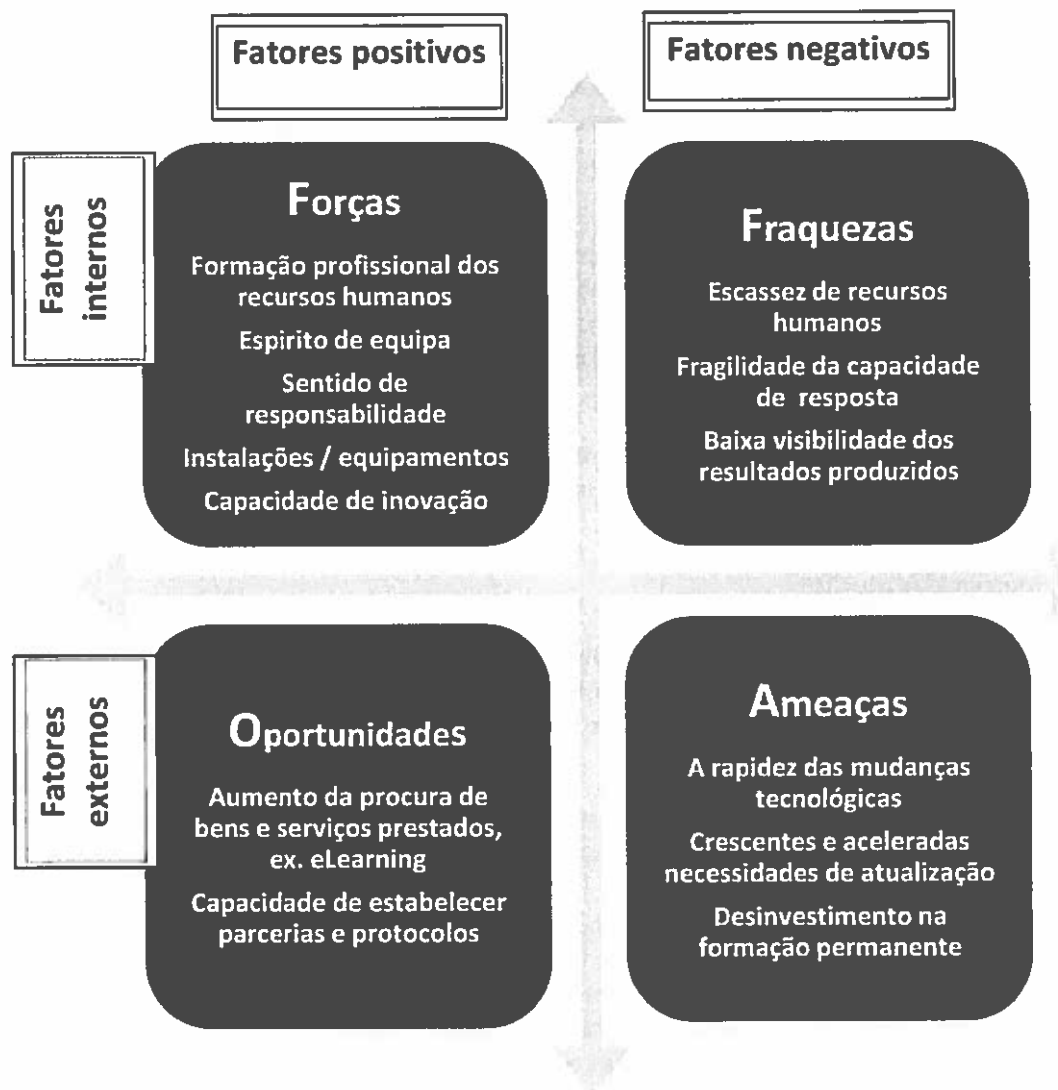 Fatores positivos
Fatores negativos
Fatores
internos
Forças
Formação profissional dos
recursos humanos
Espirito de equipa
Sentido de
responsabilidade
Instalações / equipamentos
Capacidade de inovação
Fraquezas
Escassez de recursos
humanos
Fragilidade da capacidade
de resposta
Baixa visibilidade dos
resultados produzidos
Fatores
externos
Oportunidades
Aumento da procura de
bens e serviços prestados,
ex. eLearning
Capacidade de estabelecer
parcerias e protocolos
Ameaças
A rapidez das mudanças
tecnológicas
Crescentes e aceleradas
necessidades de atualização
Desinvestimento na
formação permanente